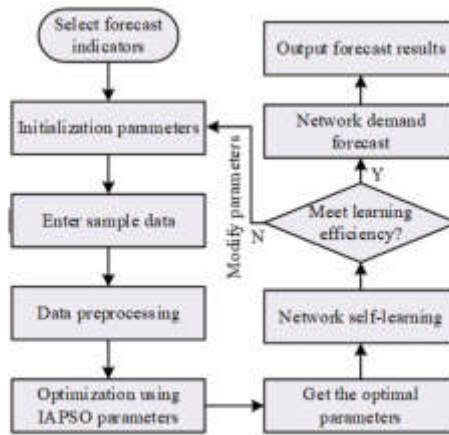 Select forecast
indicators
Initialization parameters
Enter sample data
Data preprocessing
Optimization using
IAPSO parameters
Get the optimal
parameters
Network self-learning
Meet learning
efficiency?
N
Modify parameters
Y
Network demand
forecast
Output forecast results